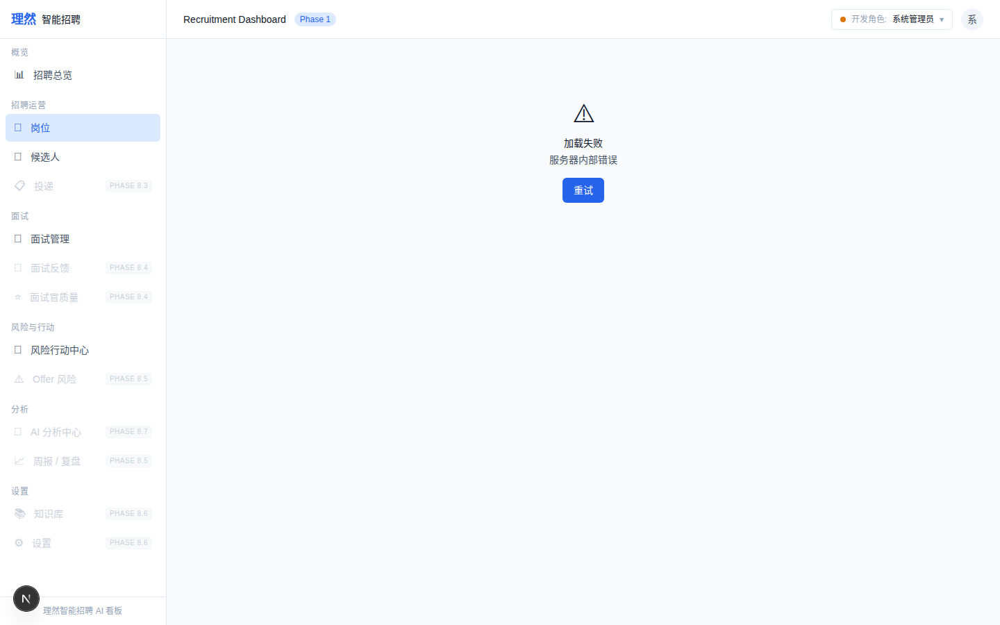 理然 智能招聘
Recruitment Dashboard Phase 1
开发角色: 系统管理员
系
概览
招聘总览
招聘运营
岗位
候选人
投递 PHASE 8.3
面试
面试管理
面试反馈 PHASE 8.4
面试官质量 PHASE 8.4
风险与行动
风险行动中心
Offer 风险 PHASE 8.5
分析
AI 分析中心 PHASE 8.7
周报 / 复盘 PHASE 8.5
设置
知识库 PHASE 8.6
设置 PHASE 8.6
N
理然智能招聘 AI 看板
加载失败
服务器内部错误
重试